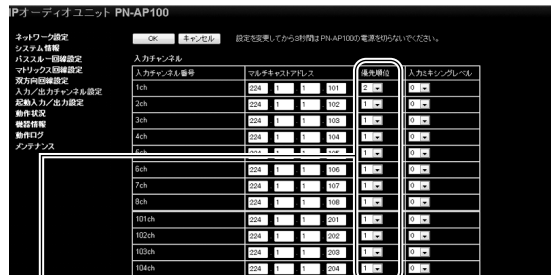 IPオーディオユニット PN-AP100
ネットワーク設定
システム情報
パススルー回線設定
マトリックス回線設定
双方向回線設定
入力/出力チャンネル設定
起動入力/出力設定
動作状況
機器情報
動作ログ
メンテナンス
OK キャンセル 設定を変更してから3秒間は PN-AP100の電源を切らないでください。
入力チャンネル
入力チャンネル番号 マルチキャストアドレス 優先順位 入力ミキシングレベル
1ch 224 . 1 . 1 . 101 2 0
2ch 224 . 1 . 1 . 102 1 0
3ch 224 . 1 . 1 . 103 1 0
4ch 224 . 1 . 1 . 104 1 0
5ch 224 . 1 . 1 . 105 1 0
6ch 224 . 1 . 1 . 106 1 0
7ch 224 . 1 . 1 . 107 1 0
8ch 224 . 1 . 1 . 108 1 0
101ch 224 . 1 . 1 . 201 1 0
102ch 224 . 1 . 1 . 202 1 0
103ch 224 . 1 . 1 . 203 1 0
104ch 224 . 1 . 1 . 204 1 0